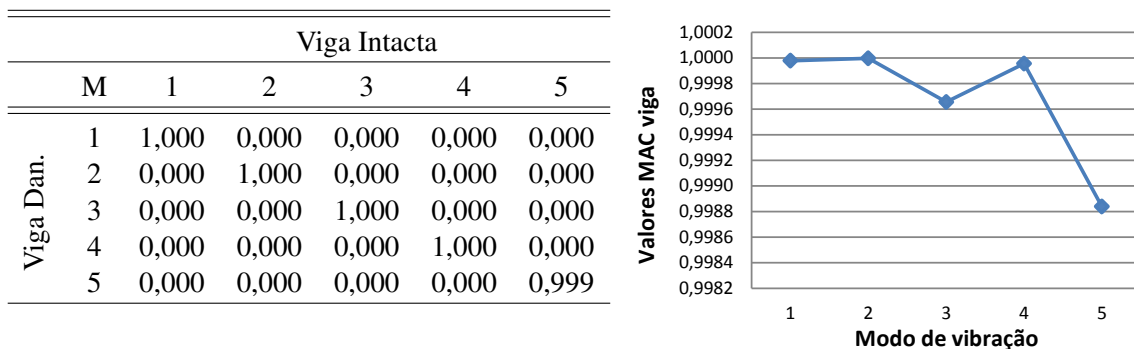 Viga Intacta
M 1 2 3 4 5
Viga Dan.
1 1,000 0,000 0,000 0,000 0,000
2 0,000 1,000 0,000 0,000 0,000
3 0,000 0,000 1,000 0,000 0,000
4 0,000 0,000 0,000 1,000 0,000
5 0,000 0,000 0,000 0,000 0,999
Valores MAC viga
1,0002
1,0000
0,9998
0,9996
0,9994
0,9992
0,9990
0,9988
0,9986
0,9984
0,9982
1 2 3 4 5
Modo de vibração